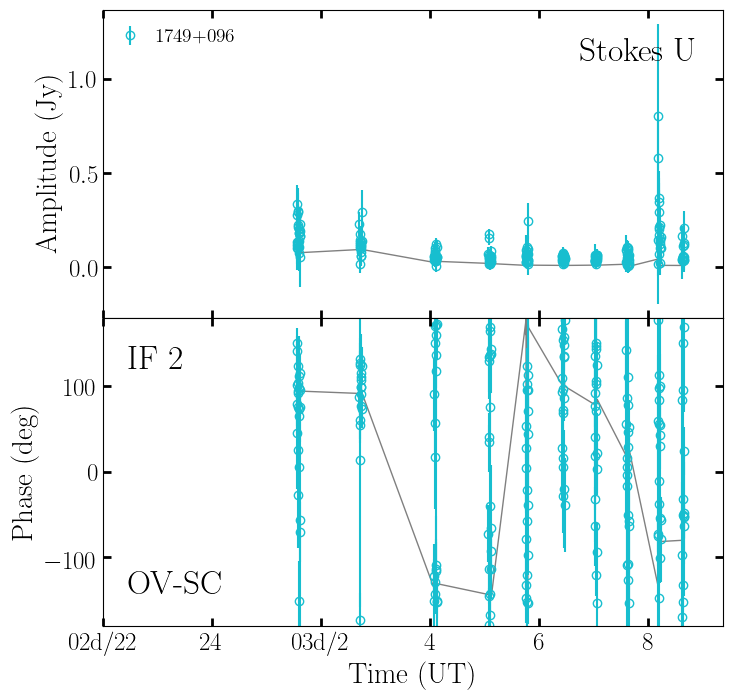 1749+096
Stokes U
Amplitude (Jy)
1.0
0.5
0.0
IF 2
Phase (deg)
100
0
−100
OV-SC
02d/22 24 03d/2 4 6 8
Time (UT)